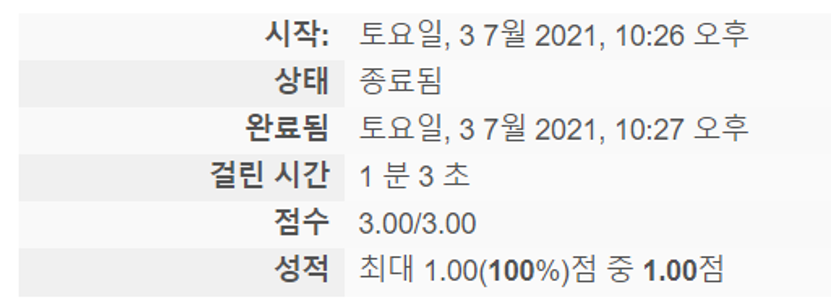 시작: 토요일, 3 7월 2021, 10:26 오후
상태 종료됨
완료됨 토요일, 3 7월 2021, 10:27 오후
걸린 시간 1 분 3 초
점수 3.00/3.00
성적 최대 1.00(100%)점 중 1.00점